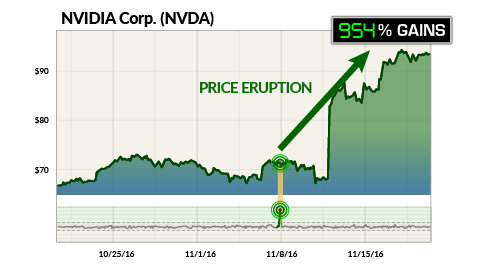 NVIDIA Corp. (NVDA)
954% GAINS
$90
PRICE ERUPTION
$80
$70
10/25/16 11/1/16 11/8/16 11/15/16